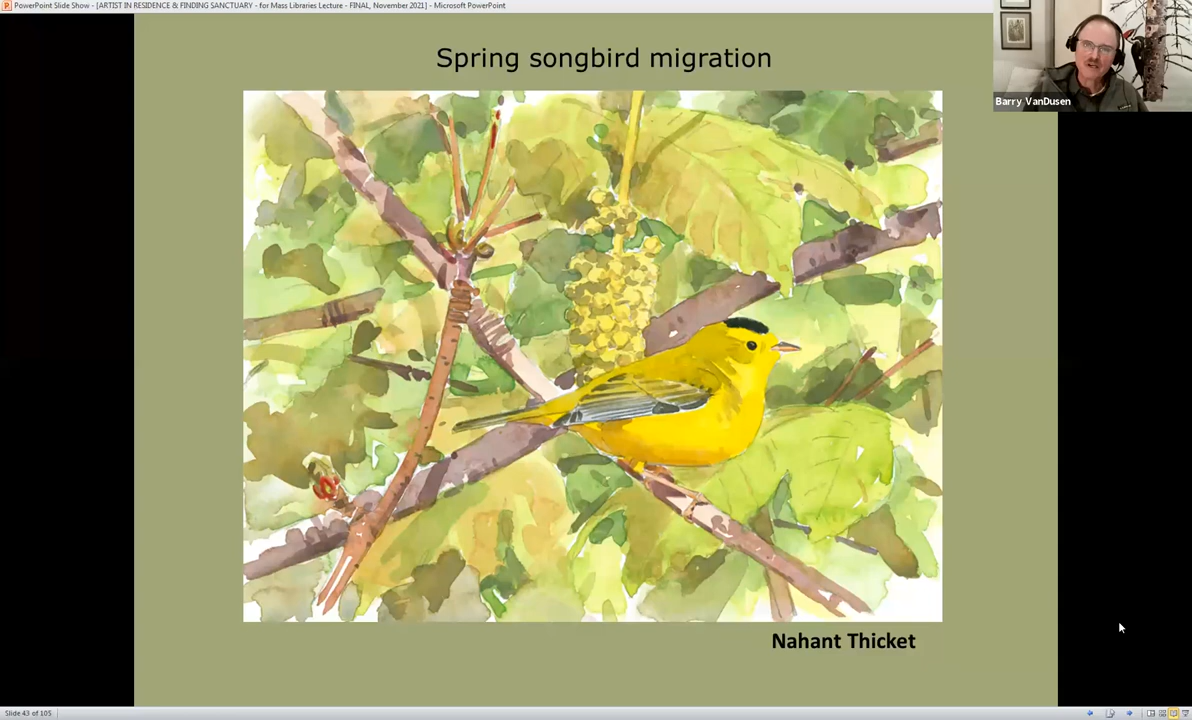 PowerPoint Slide Show - [ARTIST IN RESIDENCE & FINDING SANCTUARY - for Mass Libraries Lecture - FINAL, November 2021] - Microsoft PowerPoint
Spring songbird migration
Barry VanDusen
Nahant Thicket
Slide 43 of 105